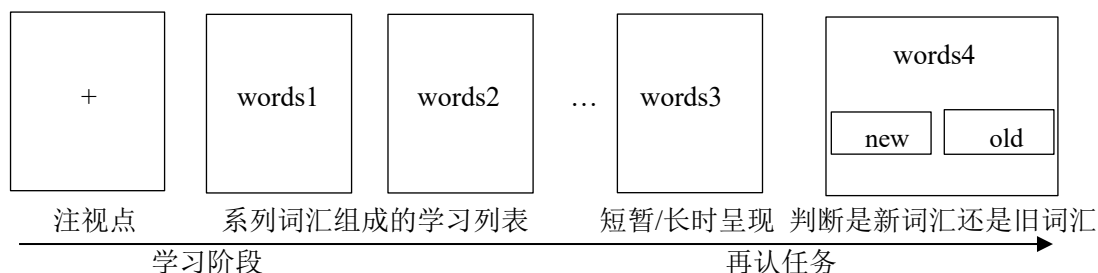 +
words1
words2
…
words3
words4
new
old
注视点
系列词汇组成的学习列表
短暂/长时呈现
判断是新词汇还是旧词汇
学习阶段
再认任务